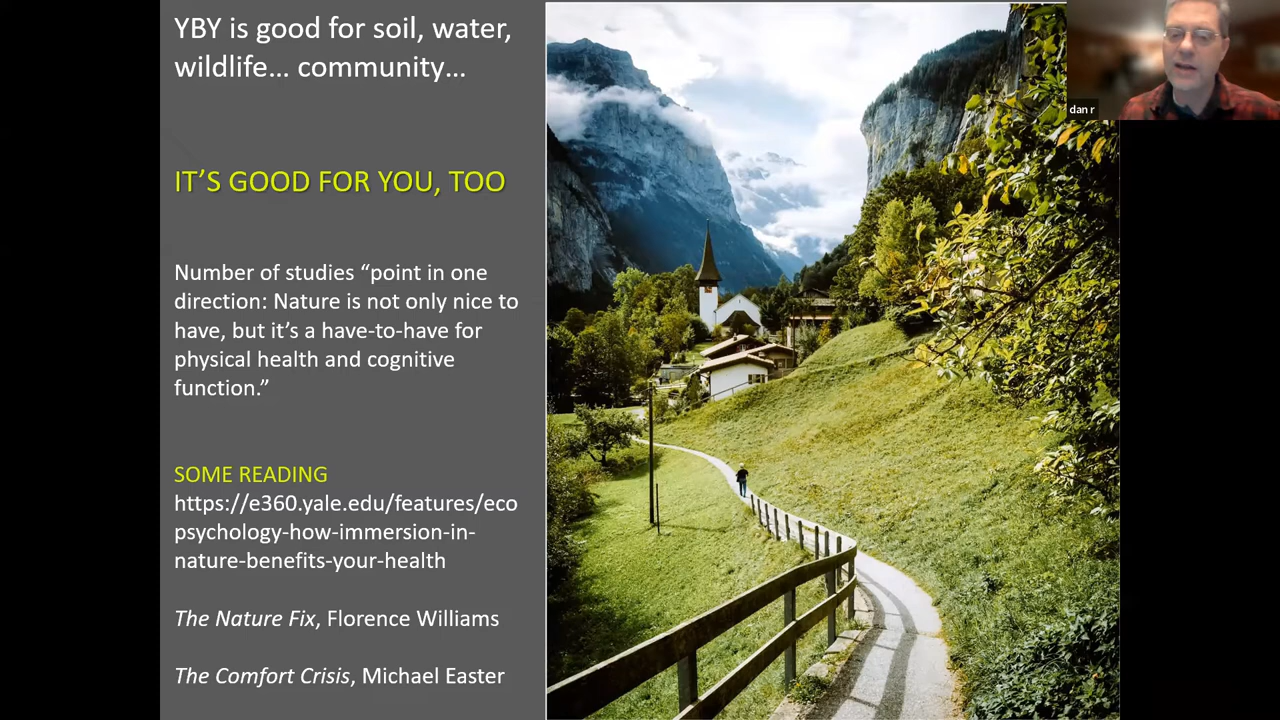 YBY is good for soil, water,
wildlife... community...
IT’S GOOD FOR YOU, TOO
Number of studies “point in one
direction: Nature is not only nice to
have, but it’s a have-to-have for
physical health and cognitive
function.”
SOME READING
https://e360.yale.edu/features/eco
psychology-how-immersion-in-
nature-benefits-your-health
The Nature Fix, Florence Williams
The Comfort Crisis, Michael Easter
dan r